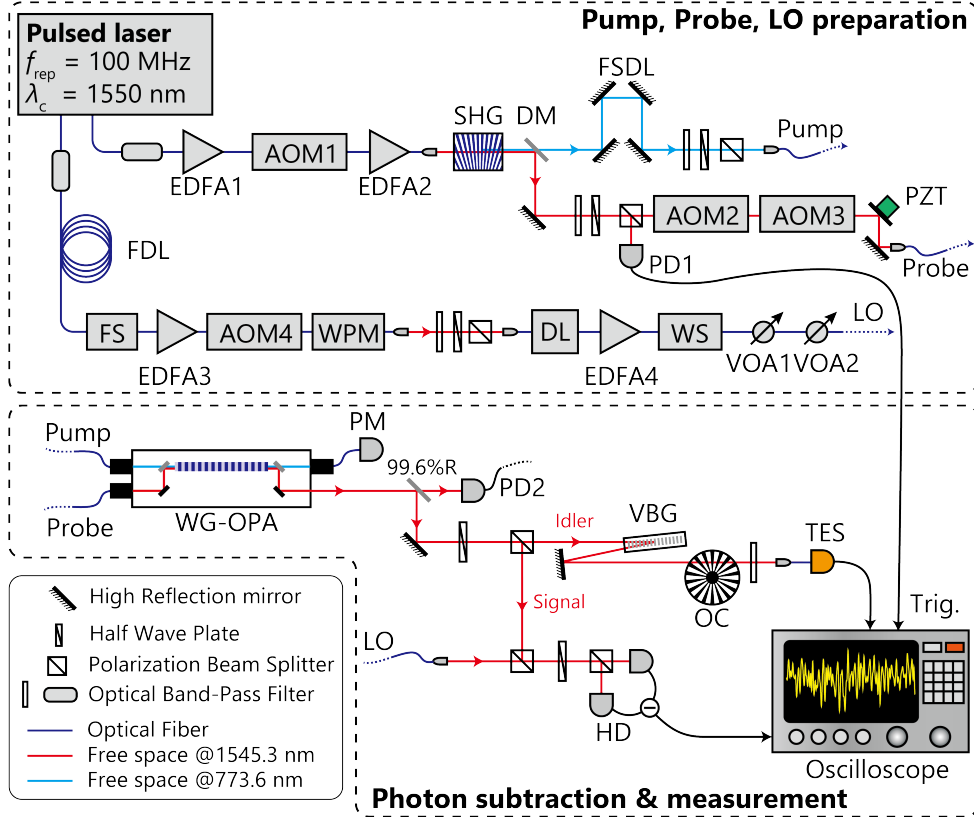 Pump, Probe, LO preparation
Pulsed laser
frep = 100 MHz
λc = 1550 nm
FSDL
SHG
DM
Pump
AOM1
EDFA1
EDFA2
PZT
AOM2
AOM3
FDL
PD1
Probe
FS
AOM4
WPM
DL
WS
LO
EDFA3
EDFA4
VOA1
VOA2
Pump
PM
99.6%R
PD2
Probe
WG-OPA
Idler
VBG
TES
Signal
OC
Trig.
High Reflection mirror
Half Wave Plate
LO
Polarization Beam Splitter
Optical Band-Pass Filter
Optical Fiber
HD
Free space @1545.3 nm
Free space @773.6 nm
Oscilloscope
Photon subtraction & measurement